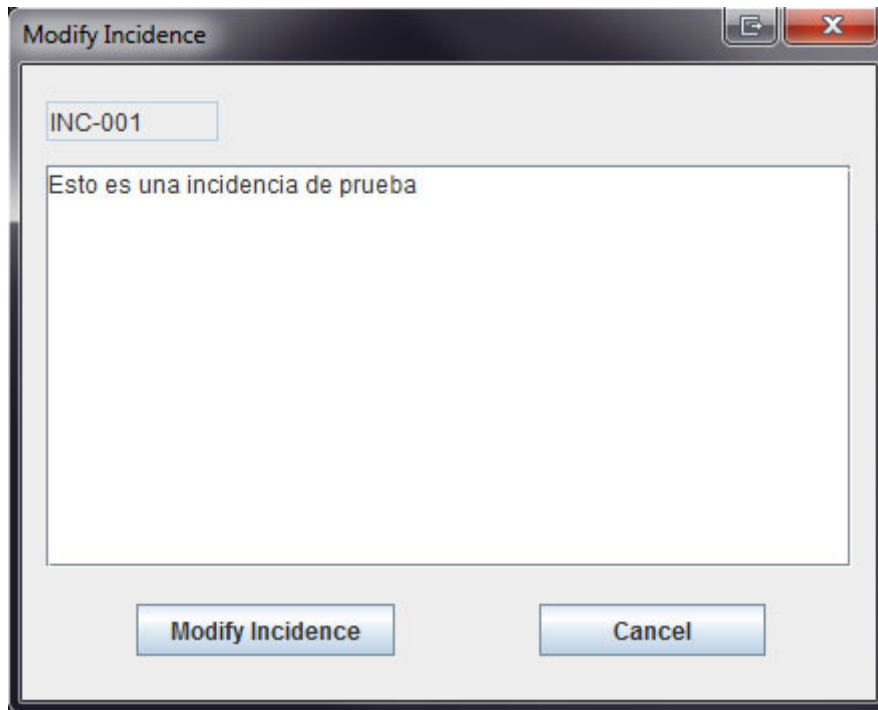 Modify Incidence
INC-001
Esto es una incidencia de prueba
Modify Incidence
Cancel